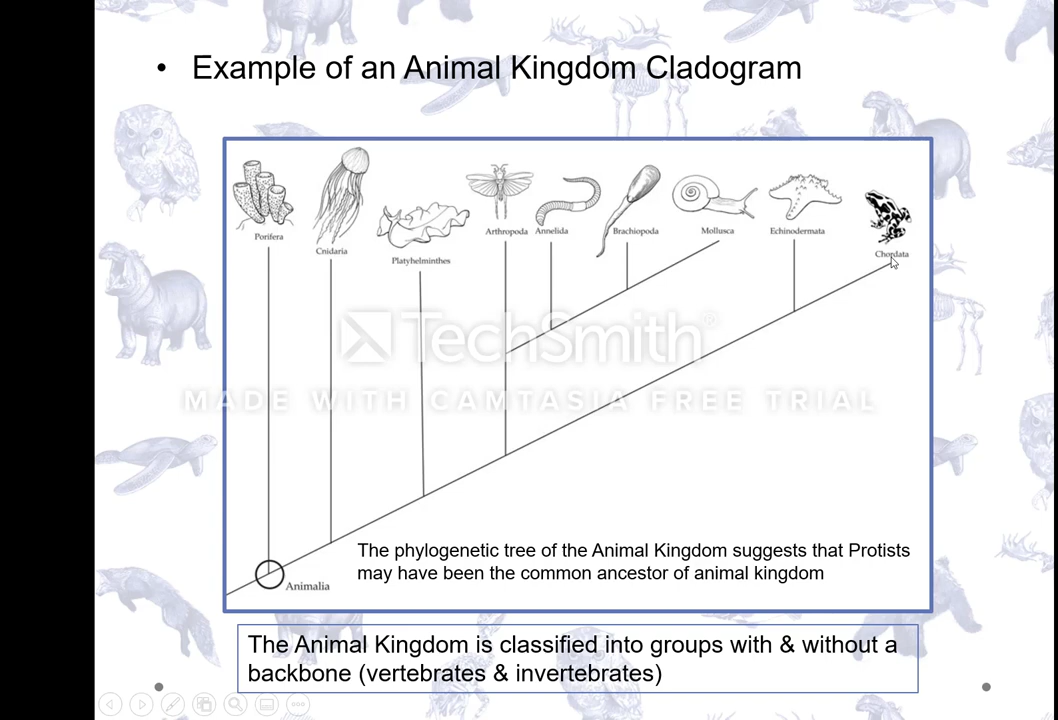 • Example of an Animal Kingdom Cladogram
Porifera
Cnidaria
Platyhelminthes
Arthropoda
Annelida
Brachiopoda
Mollusca
Echinodermata
Chordata
TechSmith®
MADE WITH CAMTASIA FREE TRIAL
The phylogenetic tree of the Animal Kingdom suggests that Protists
may have been the common ancestor of animal kingdom
Animalia
The Animal Kingdom is classified into groups with & without a
backbone (vertebrates & invertebrates)